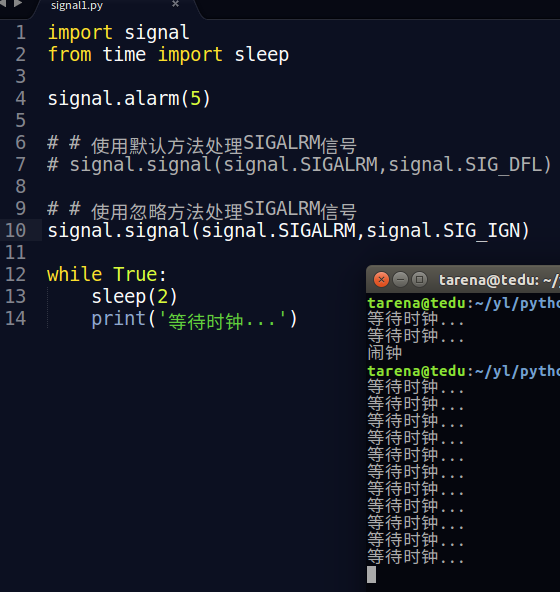 signal1.py
1 import signal
2 from time import sleep
3
4 signal.alarm(5)
5
6 # # 使用默认方法处理SIGALRM信号
7 # signal.signal(signal.SIGALRM,signal.SIG_DFL)
8
9 # # 使用忽略方法处理SIGALRM信号
10 signal.signal(signal.SIGALRM,signal.SIG_IGN)
11
12 while True:
13 sleep(2)
14 print('等待时钟...')
tarena@tedu: ~/
tarena@tedu:~/yl/pytho
等待时钟...
等待时钟...
闹钟
tarena@tedu:~/yl/pytho
等待时钟...
等待时钟...
等待时钟...
等待时钟...
等待时钟...
等待时钟...
等待时钟...
等待时钟...
等待时钟...
等待时钟...
等待时钟...